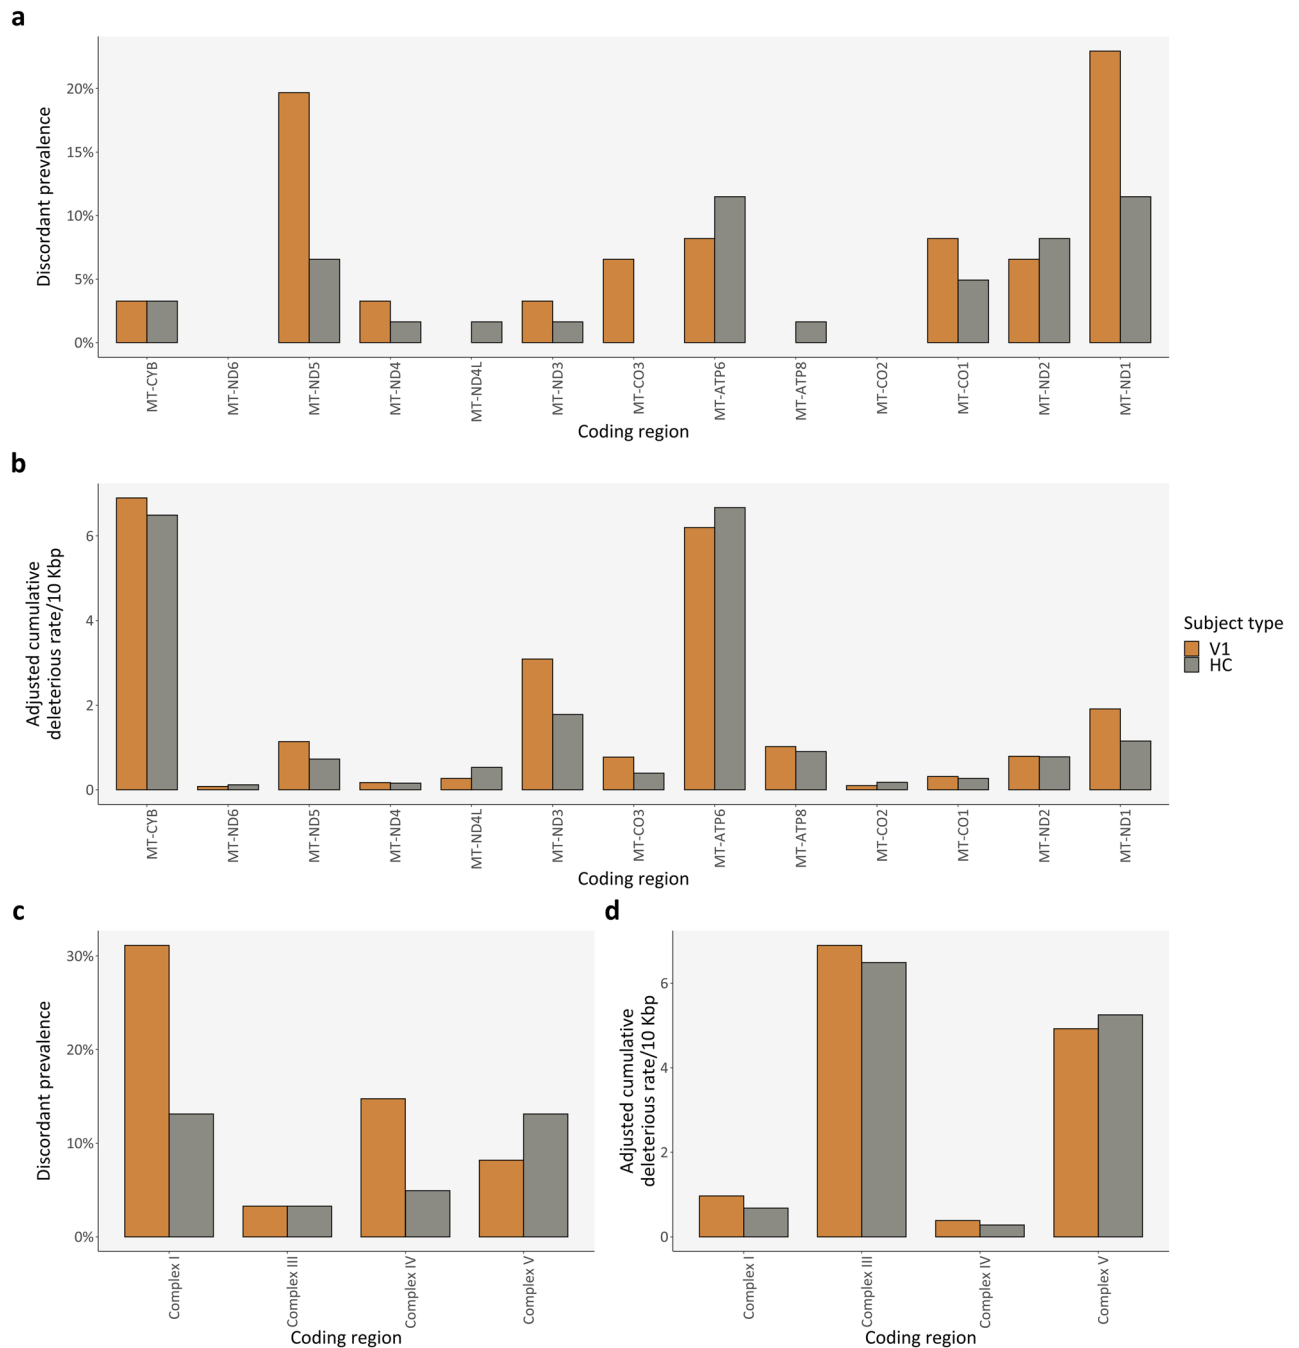 a
Discordant prevalence
20%
15%
10%
5%
0%
MT-CYB
MT-ND6
MT-ND5
MT-ND4
MT-ND4L
MT-ND3
MT-CO3
MT-ATP6
MT-ATP8
MT-CO2
MT-CO1
MT-ND2
MT-ND1
Coding region
b
Adjusted cumulative
deleterious rate/10 Kbp
6
4
2
0
MT-CYB
MT-ND6
MT-ND5
MT-ND4
MT-ND4L
MT-ND3
MT-CO3
MT-ATP6
MT-ATP8
MT-CO2
MT-CO1
MT-ND2
MT-ND1
Coding region
Subject type
V1
HC
c
Discordant prevalence
30%
20%
10%
0%
Complex I
Complex III
Complex IV
Complex V
Coding region
d
Adjusted cumulative
deleterious rate/10 Kbp
6
4
2
0
Complex I
Complex III
Complex IV
Complex V
Coding region